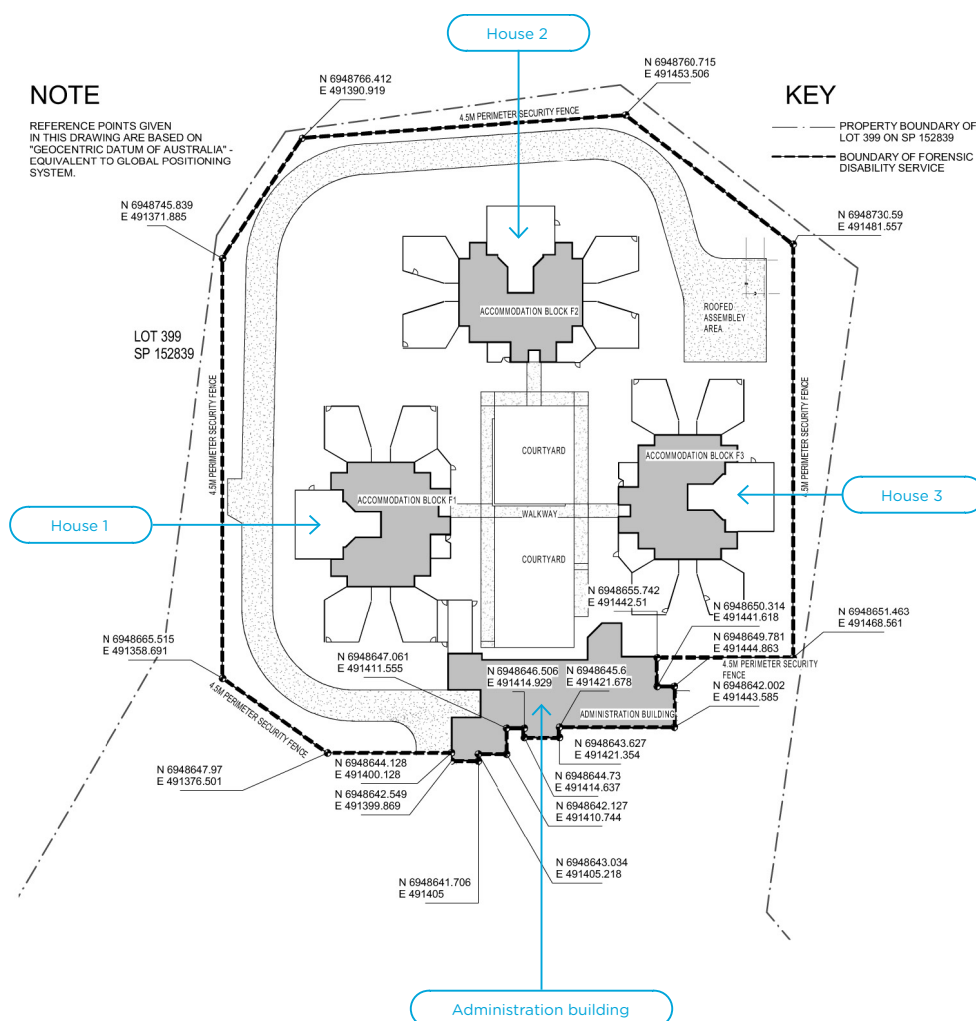 House 2
N 6948766.412
E 491390.919
N 6948760.715
E 491453.506
NOTE
REFERENCE POINTS GIVEN
IN THIS DRAWING ARE BASED ON
"GEOCENTRIC DATUM OF AUSTRALIA" -
EQUIVALENT TO GLOBAL POSITIONING
SYSTEM.
KEY
PROPERTY BOUNDARY OF
LOT 399 ON SP 152839
BOUNDARY OF FORENSIC
DISABILITY SERVICE
4.5M PERIMETER SECURITY FENCE
N 6948745.839
E 491371.885
N 6948730.59
E 491481.557
LOT 399
SP 152839
ACCOMMODATION BLOCK F2
ROOFED
ASSEMBLEY
AREA
4.5M PERIMETER SECURITY FENCE
4.5M PERIMETER SECURITY FENCE
COURTYARD
ACCOMMODATION BLOCK F3
ACCOMMODATION BLOCK F1
House 1
House 3
WALKWAY
COURTYARD
N 6948655.742
E 491442.51
N 6948650.314
E 491441.618
N 6948651.463
E 491468.561
N 6948665.515
E 491358.691
N 6948647.061
E 491411.555
N 6948649.781
E 491444.863
4.5M PERIMETER SECURITY
FENCE
N 6948646.506
E 491414.929
N 6948645.6
E 491421.678
N 6948642.002
E 491443.585
4.5M PERIMETER SECURITY FENCE
ADMINISTRATION BUILDING
N 6948647.97
E 491376.501
N 6948644.128
E 491400.128
N 6948643.627
E 491421.354
N 6948642.549
E 491399.869
N 6948644.73
E 491414.637
N 6948642.127
E 491410.744
N 6948643.034
E 491405.218
N 6948641.706
E 491405
Administration building